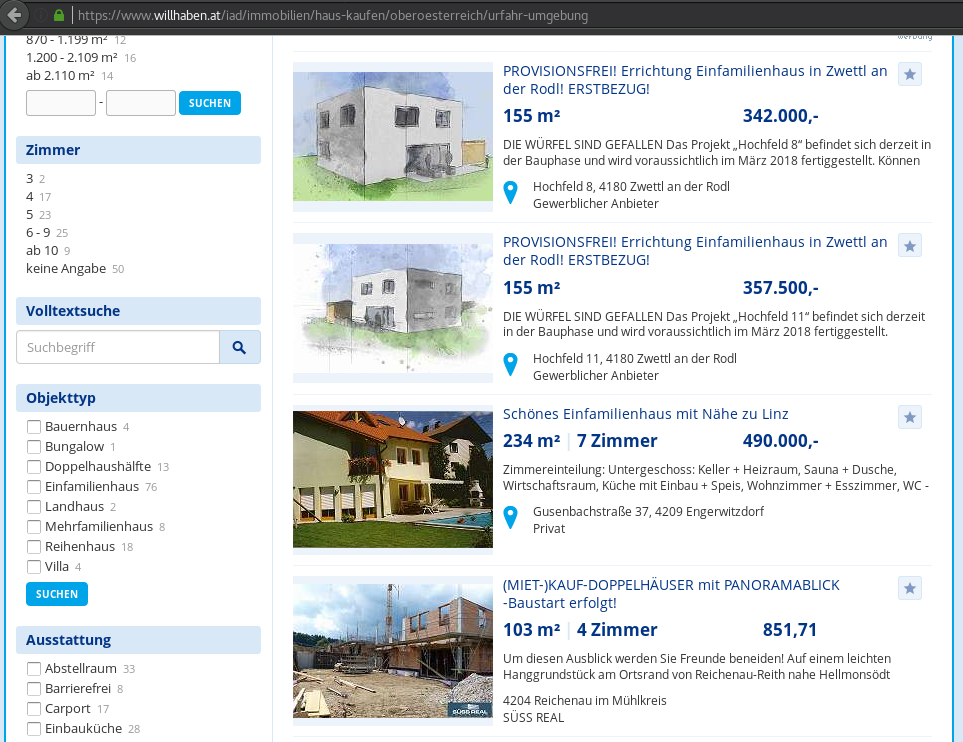 https://www.willhaben.at/iad/immobilien/haus-kaufen/oberoesterreich/urfahr-umgebung
870 - 1.199 m² 12
1.200 - 2.109 m² 16
ab 2.110 m² 14
- SUCHEN
Zimmer
3 2
4 17
5 23
6 - 9 25
ab 10 9
keine Angabe 50
Volltextsuche
Suchbegriff
Objekttyp
Bauernhaus 4
Bungalow 1
Doppelhaushälfte 13
Einfamilienhaus 76
Landhaus 2
Mehrfamilienhaus 8
Reihenhaus 18
Villa 4
SUCHEN
Ausstattung
Abstellraum 33
Barrierefrei 8
Carport 17
Einbauküche 28
Werbung
PROVISIONSFREI! Errichtung Einfamilienhaus in Zwettl an
der Rodl! ERSTBEZUG!
155 m² 342.000,-
DIE WÜRFEL SIND GEFALLEN Das Projekt „Hochfeld 8“ befindet sich derzeit in
der Bauphase und wird voraussichtlich im März 2018 fertiggestellt. Können
Hochfeld 8, 4180 Zwettl an der Rodl
Gewerblicher Anbieter
PROVISIONSFREI! Errichtung Einfamilienhaus in Zwettl an
der Rodl! ERSTBEZUG!
155 m² 357.500,-
DIE WÜRFEL SIND GEFALLEN Das Projekt „Hochfeld 11“ befindet sich derzeit
in der Bauphase und wird voraussichtlich im März 2018 fertiggestellt.
Hochfeld 11, 4180 Zwettl an der Rodl
Gewerblicher Anbieter
Schönes Einfamilienhaus mit Nähe zu Linz
234 m² | 7 Zimmer 490.000,-
Zimmereinteilung: Untergeschoss: Keller + Heizraum, Sauna + Dusche,
Wirtschaftsraum, Küche mit Einbau + Speis, Wohnzimmer + Esszimmer, WC -
Gusenbachstraße 37, 4209 Engerwitzdorf
Privat
(MIET-)KAUF-DOPPELHÄUSER mit PANORAMABLICK
-Baustart erfolgt!
103 m² | 4 Zimmer 851,71
Um diesen Ausblick werden Sie Freunde beneiden! Auf einem leichten
Hanggrundstück am Ortsrand von Reichenau-Reith nahe Hellmonsödt
4204 Reichenau im Mühlkreis
SÜSS REAL
SÜSS REAL